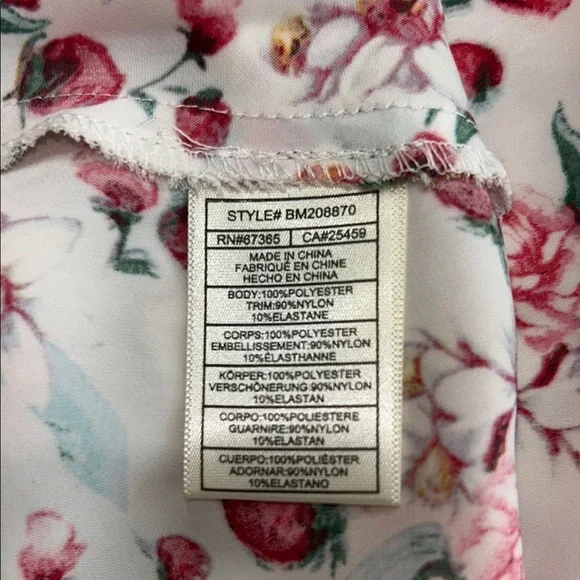 STYLE# BM208870
RN#67365 CA#25459
MADE IN CHINA
FABRIQUÉ EN CHINE
HECHO EN CHINA
BODY:100%POLYESTER
TRIM:90%NYLON
10%ELASTANE
CORPS:100%POLYESTER
EMBELLISSEMENT:90%NYLON
10%ÉLASTHANNE
KÖRPER:100%POLYESTER
VERSCHÖNERUNG:90%NYLON
10%ELASTAN
CORPO:100%POLIESTERE
GUARNIRE:90%NYLON
10%ELASTAN
CUERPO:100%POLIÉSTER
ADORNAR:90%NYLON
10%ELASTANO